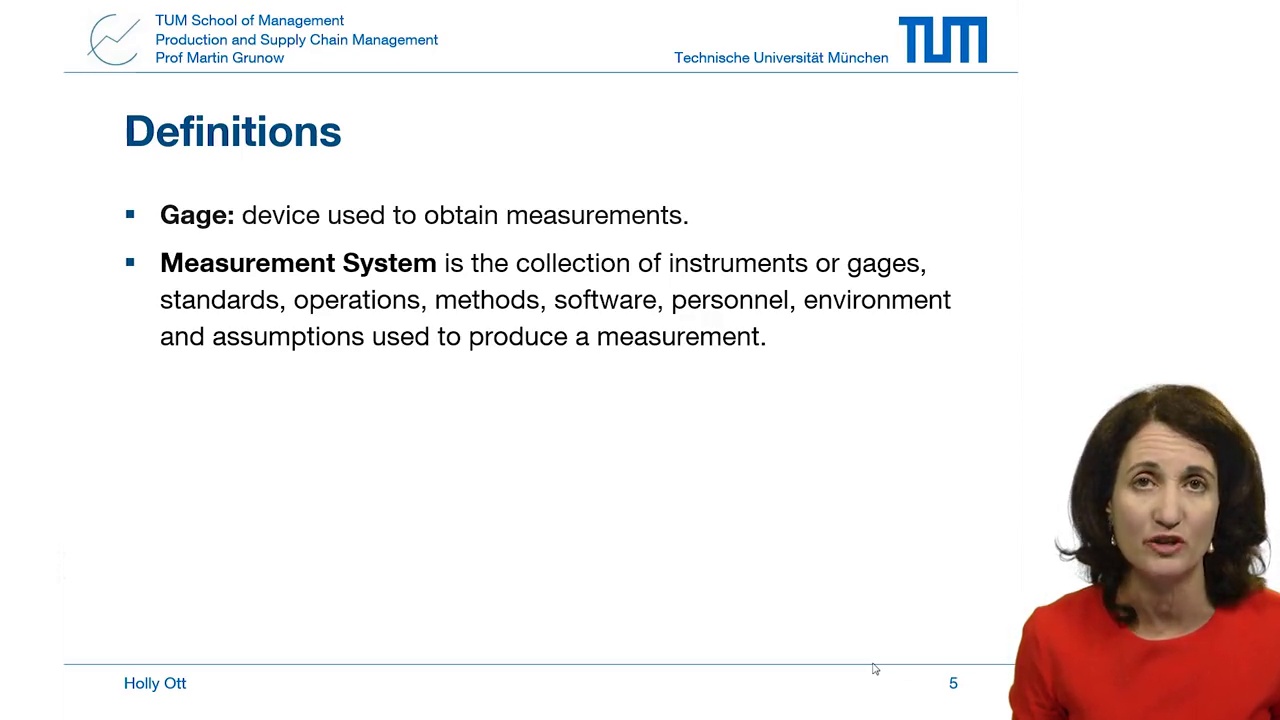 TUM School of Management
Production and Supply Chain Management
Prof Martin Grunow
Technische Universität München
TUM
Definitions
▪ Gage: device used to obtain measurements.
▪ Measurement System is the collection of instruments or gages,
standards, operations, methods, software, personnel, environment
and assumptions used to produce a measurement.
Holly Ott
5